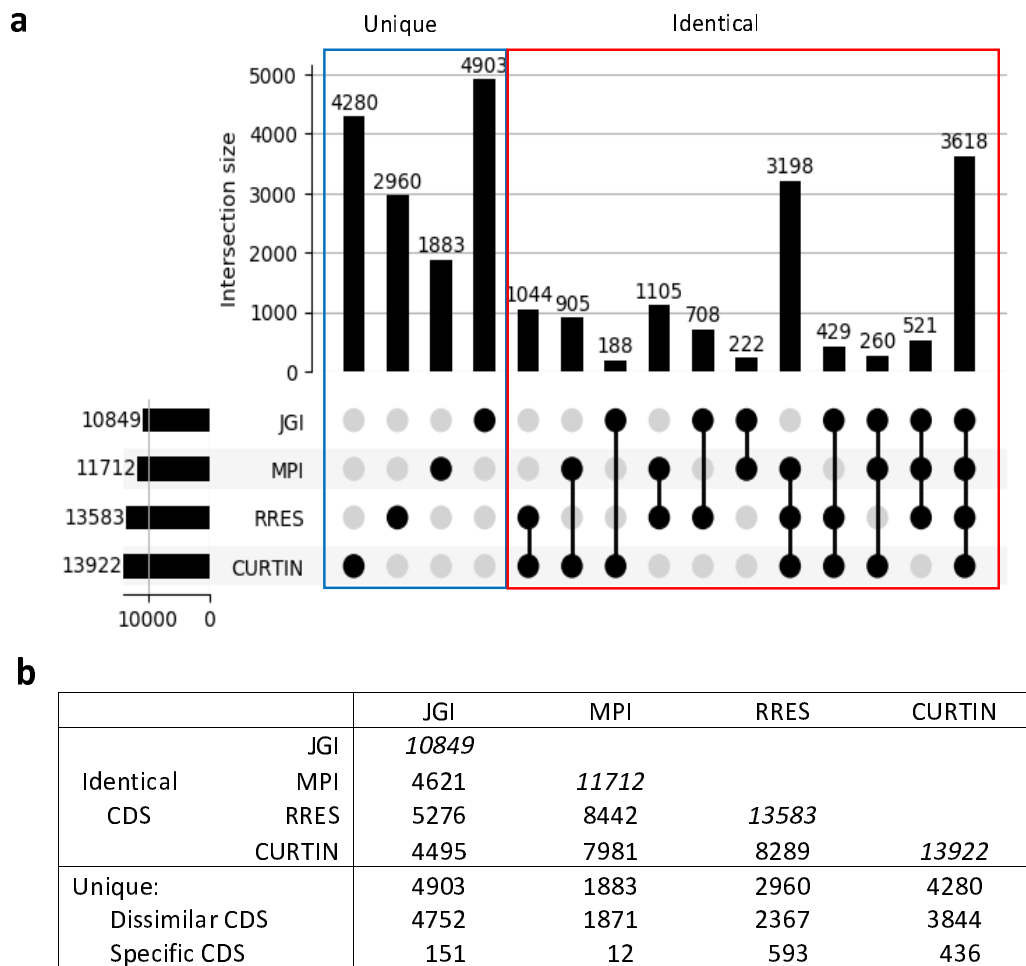 a
Unique Identical
4903
5000
4280
4000
3618
3198
3000
2960
Intersection size
2000
1883
1044 905 188 1105 708 222 429 260 521
1000
0
10849 JGI
11712 MPI
13583 RRES
13922 CURTIN
10000 0
b
JGI MPI RRES CURTIN
JGI 10849
Identical MPI 4621 11712
CDS RRES 5276 8442 13583
CURTIN 4495 7981 8289 13922
Unique: 4903 1883 2960 4280
Dissimilar CDS 4752 1871 2367 3844
Specific CDS 151 12 593 436